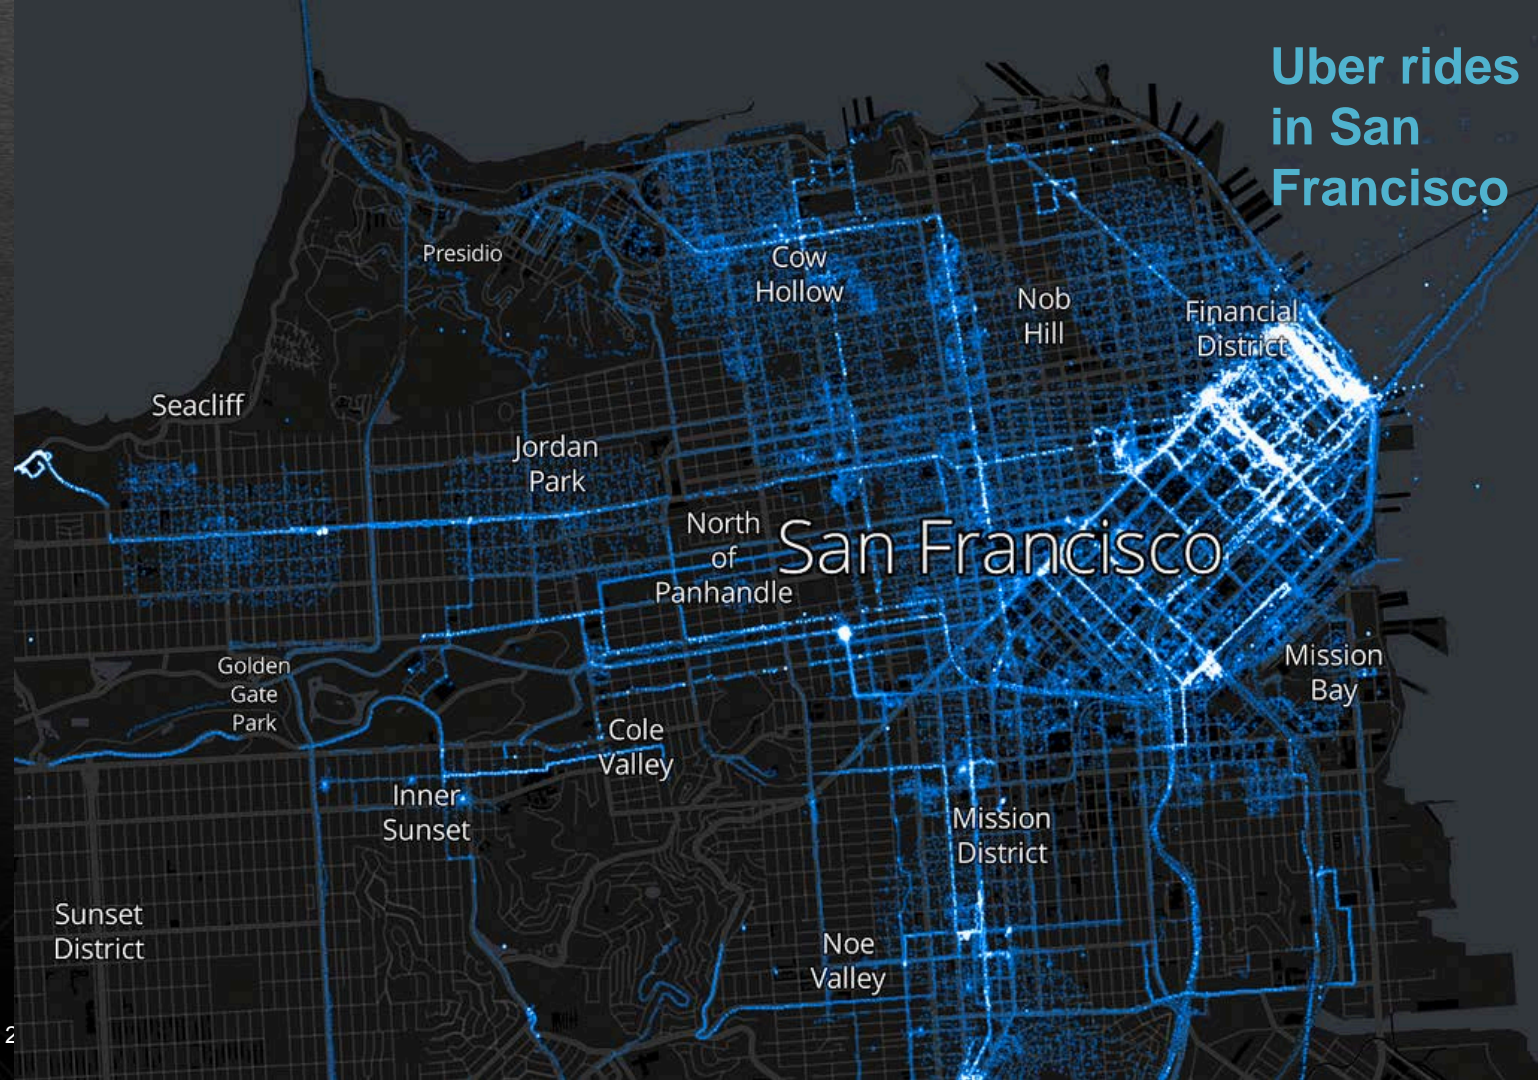 Uber rides
in San
Francisco
Presidio
Cow
Hollow
Nob
Hill
Financial
District
Seacliff
Jordan
Park
North
of
Panhandle
San Francisco
Golden
Gate
Park
Mission
Bay
Cole
Valley
Inner
Sunset
Mission
District
Sunset
District
Noe
Valley
2